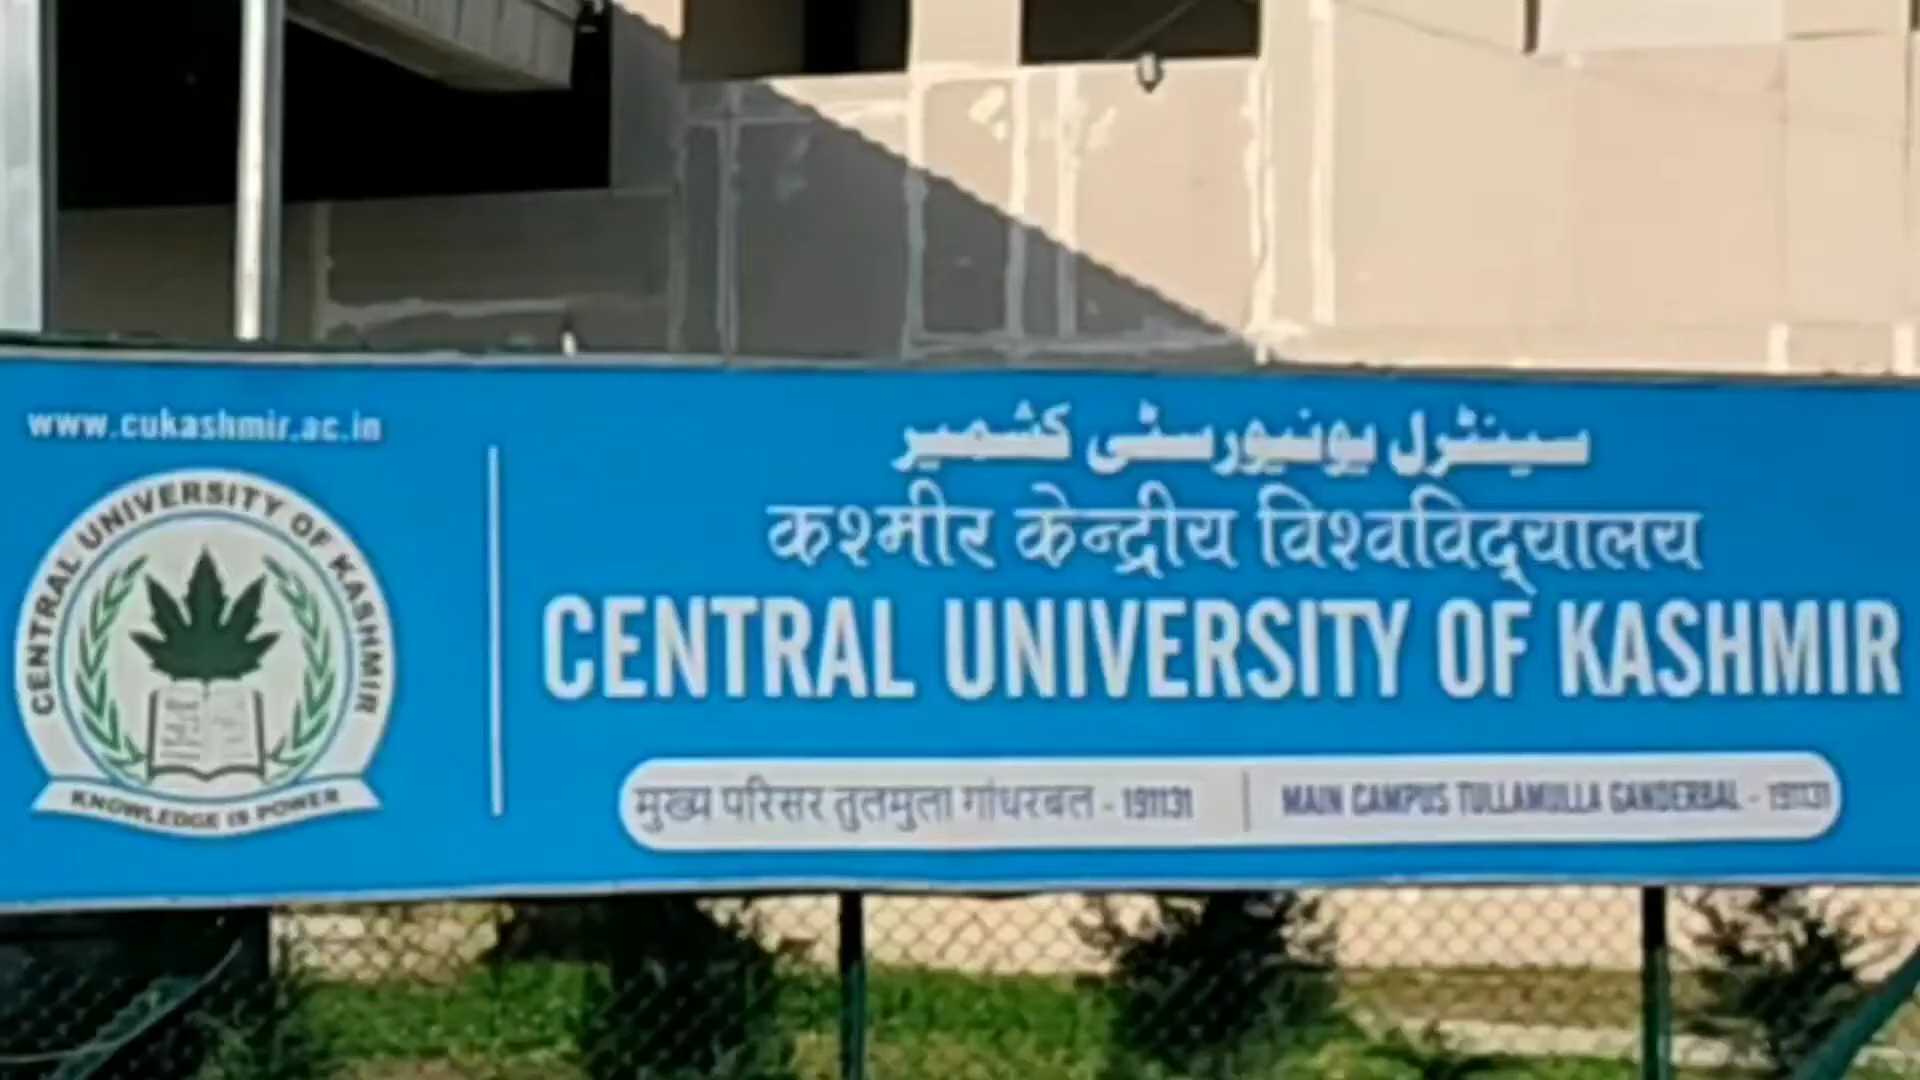 www.cukashmir.ac.in
CENTRAL UNIVERSITY OF KASHMIR
KNOWLEDGE IS POWER
سینٹرل یونیورسٹی کشمیر
कश्मीर केन्द्रीय विश्वविद्‌यालय
CENTRAL UNIVERSITY OF KASHMIR
मुख्य परिसर तुलमुला गांधरबल - 191131 | MAIN CAMPUS TULLAMULLA GANDERBAL - 191131